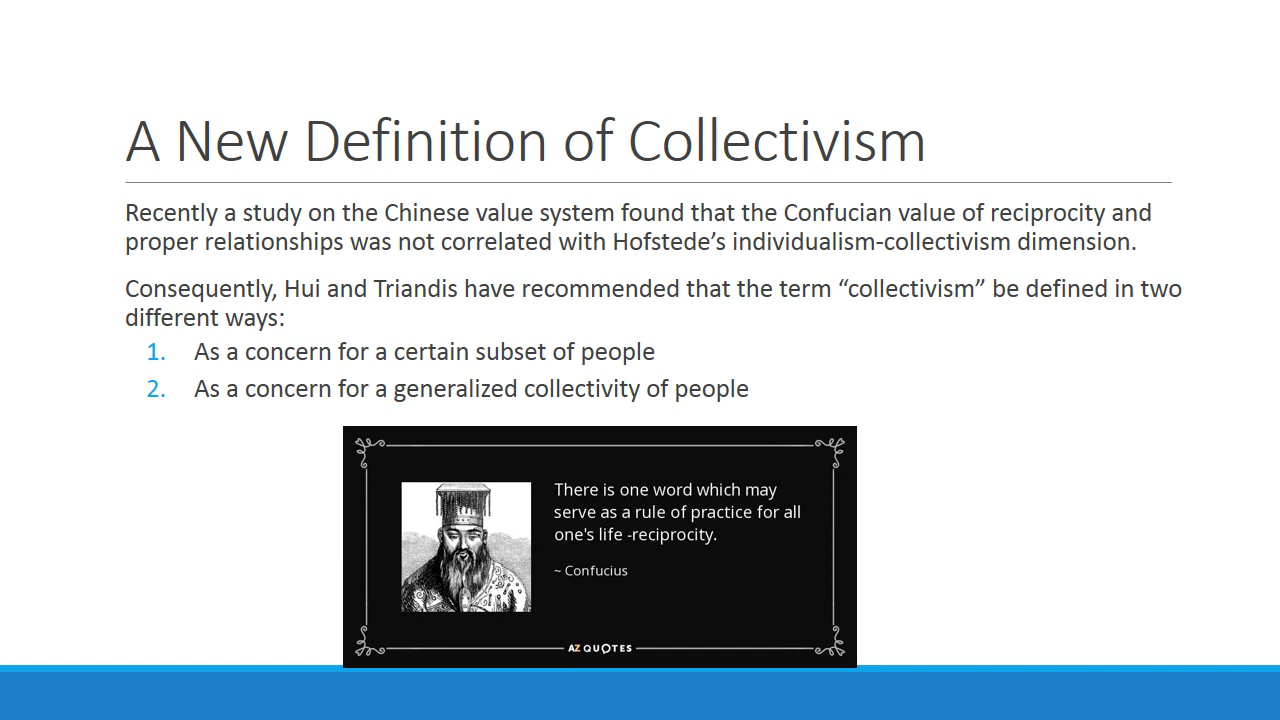 A New Definition of Collectivism
Recently a study on the Chinese value system found that the Confucian value of reciprocity and
proper relationships was not correlated with Hofstede’s individualism-collectivism dimension.
Consequently, Hui and Triandis have recommended that the term “collectivism” be defined in two
different ways:
1. As a concern for a certain subset of people
2. As a concern for a generalized collectivity of people
There is one word which may
serve as a rule of practice for all
one's life -reciprocity.
~ Confucius
AZ QUOTES